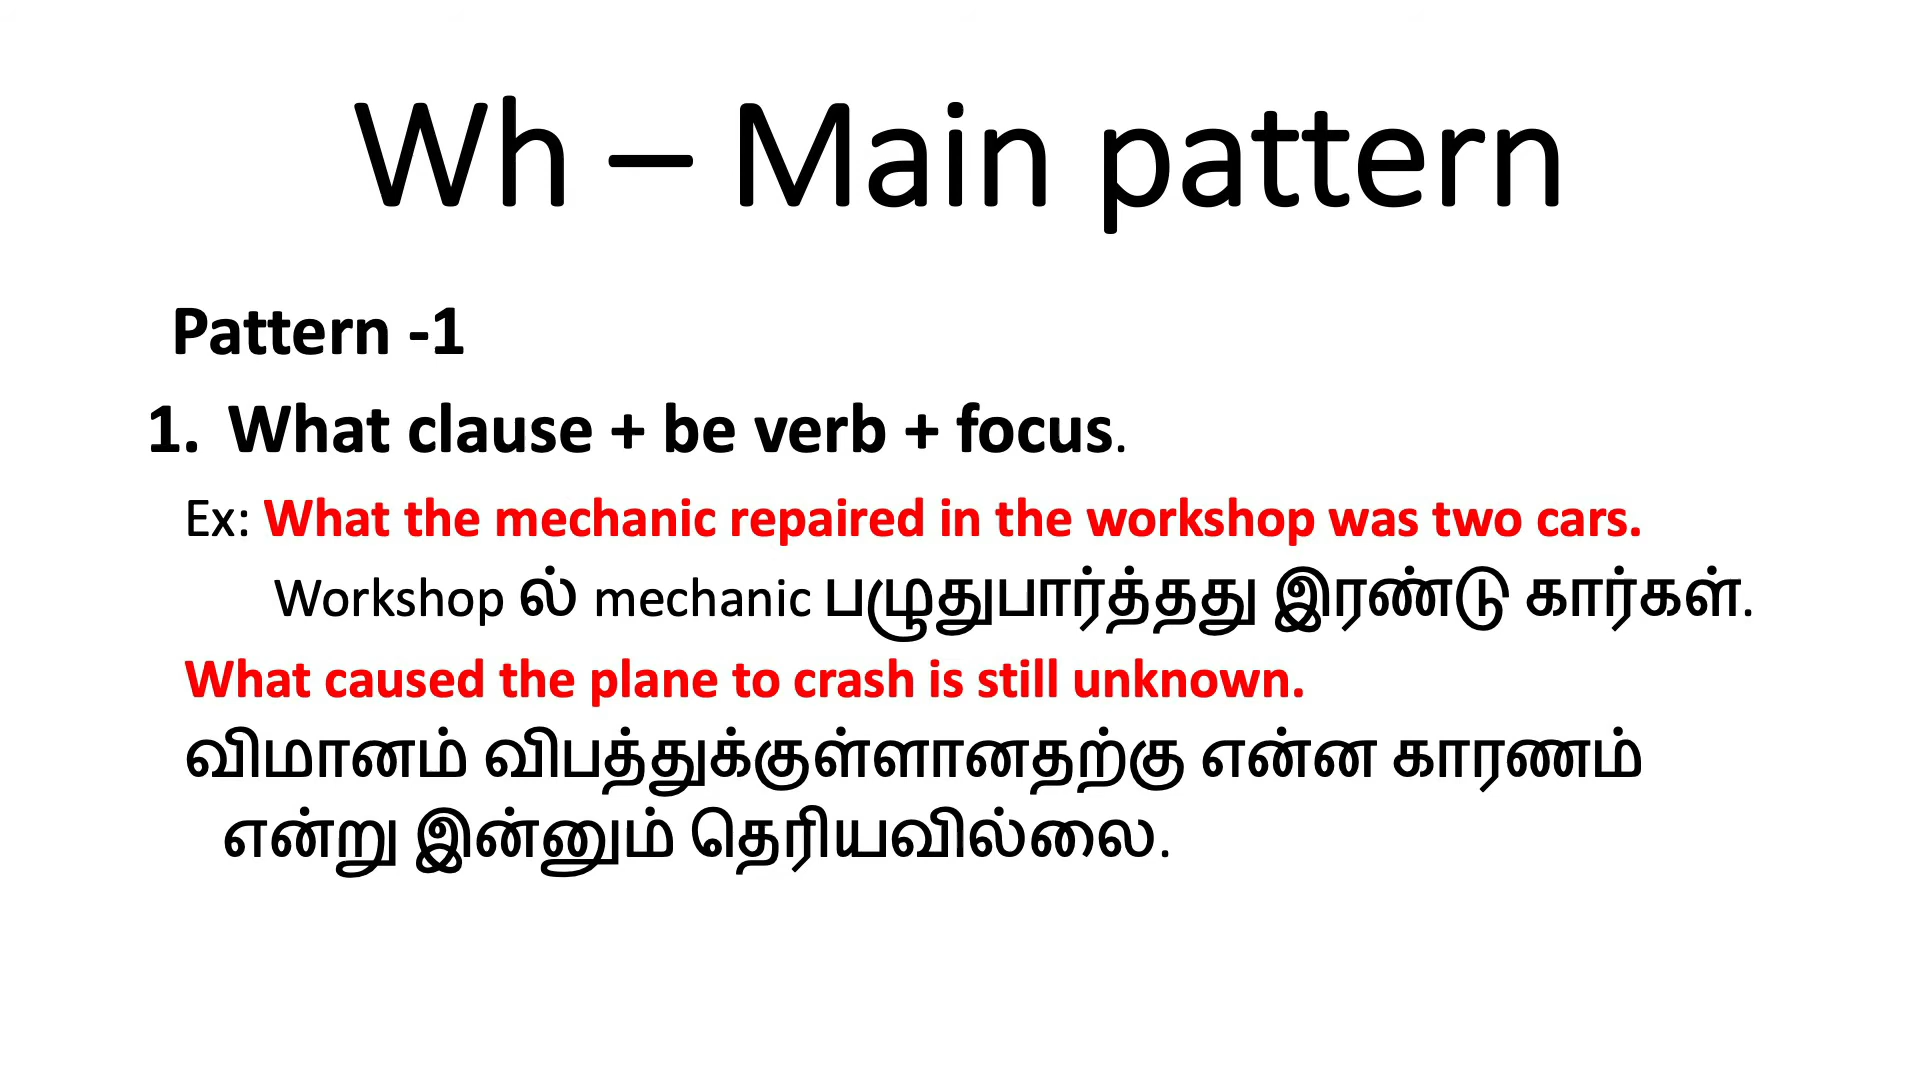 Wh – Main pattern
Pattern -1
1. What clause + be verb + focus.
Ex: What the mechanic repaired in the workshop was two cars.
Workshop ல் mechanic பழுதுபார்த்தது இரண்டு கார்கள்.
What caused the plane to crash is still unknown.
விமானம் விபத்துக்குள்ளானதற்கு என்ன காரணம்
என்று இன்னும் தெரியவில்லை.